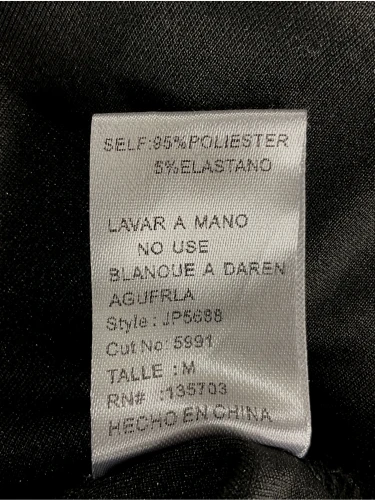 SELF:95%POLIESTER
5%ELASTANO
LAVAR A MANO
NO USE
BLANQUE A DAREN
AGUFRLA
Style : JP5688
Cut No: 5991
TALLE : M
RN# :135703
HECHO EN CHINA